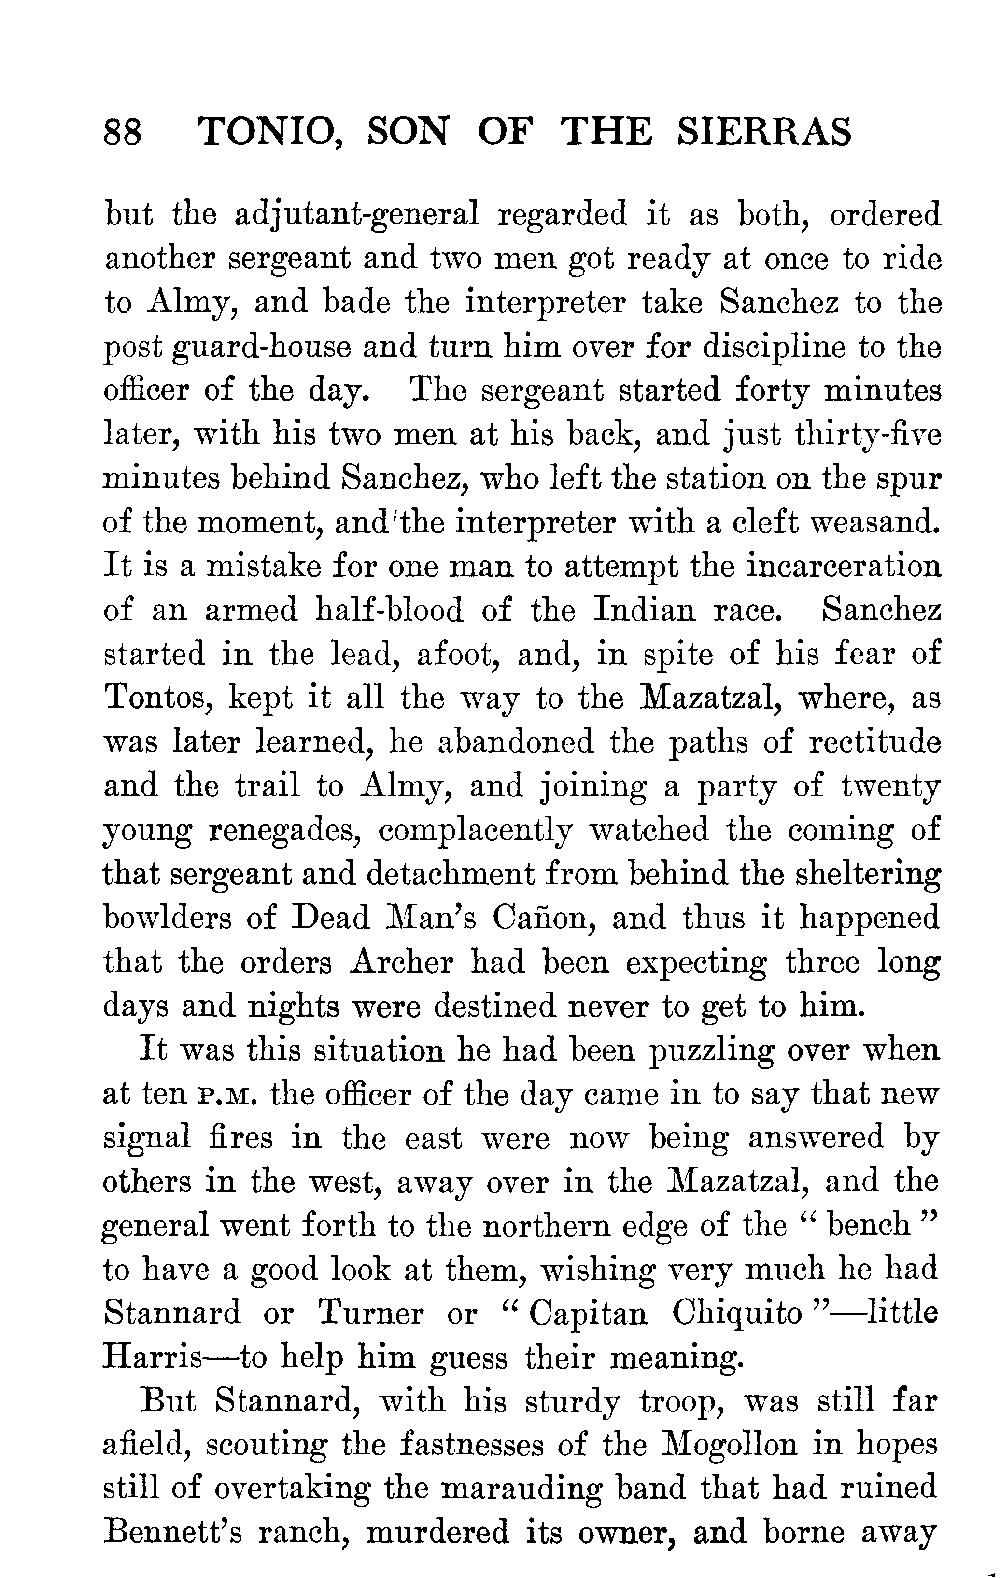 88 TONIO, SON OF THE SIERRAS
but the adjutant-general regarded it as both, ordered
another sergeant and two men got ready at once to ride
to Almy, and bade the interpreter take Sanchez to the
post guard-house and turn him over for discipline to the
officer of the day. The sergeant started forty minutes
later, with his two men at his back, and just thirty-five
minutes behind Sanchez, who left the station on the spur
of the moment, and the interpreter with a cleft weasand.
It is a mistake for one man to attempt the incarceration
of an armed half-blood of the Indian race. Sanchez
started in the lead, afoot, and, in spite of his fear of
Tontos, kept it all the way to the Mazatzal, where, as
was later learned, he abandoned the paths of rectitude
and the trail to Almy, and joining a party of twenty
young renegades, complacently watched the coming of
that sergeant and detachment from behind the sheltering
bowlders of Dead Man's Cañon, and thus it happened
that the orders Archer had been expecting three long
days and nights were destined never to get to him.
It was this situation he had been puzzling over when
at ten P.M. the officer of the day came in to say that new
signal fires in the east were now being answered by
others in the west, away over in the Mazatzal, and the
general went forth to the northern edge of the " bench "
to have a good look at them, wishing very much he had
Stannard or Turner or " Capitan Chiquito "—little
Harris—to help him guess their meaning.
But Stannard, with his sturdy troop, was still far
afield, scouting the fastnesses of the Mogollon in hopes
still of overtaking the marauding band that had ruined
Bennett's ranch, murdered its owner, and borne away